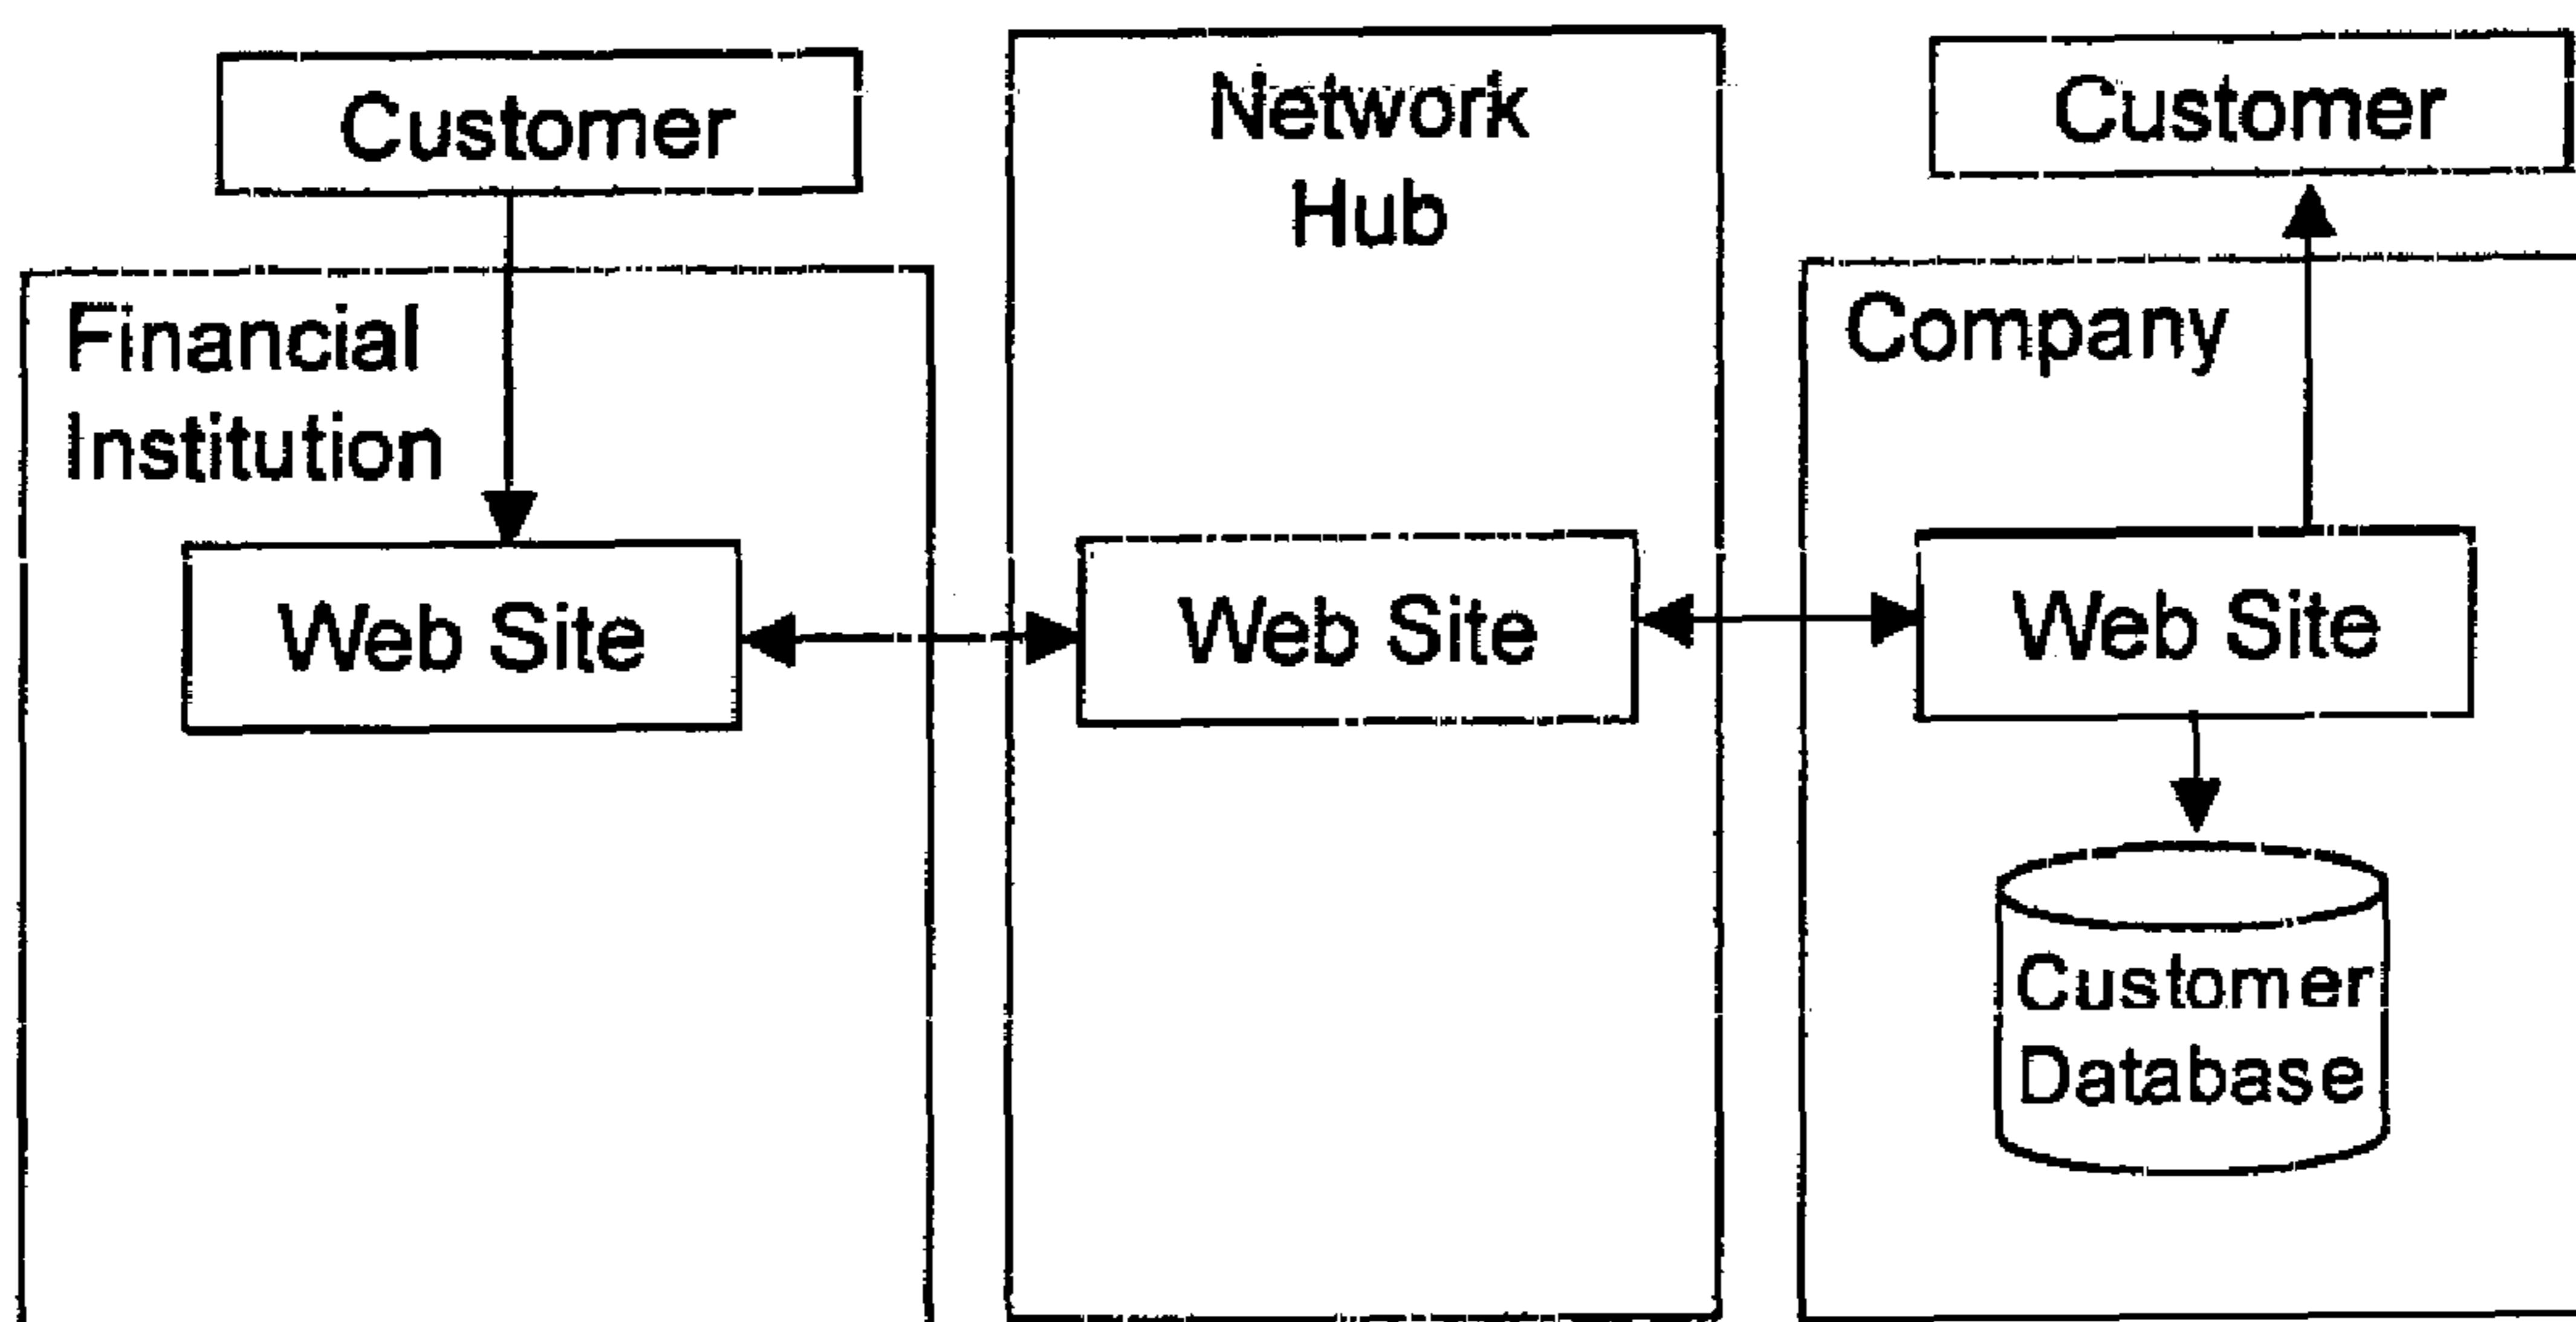 Customer
Network
Hub
Customer
Financial
Institution
Company
Web Site
Web Site
Web Site
Customer
Database